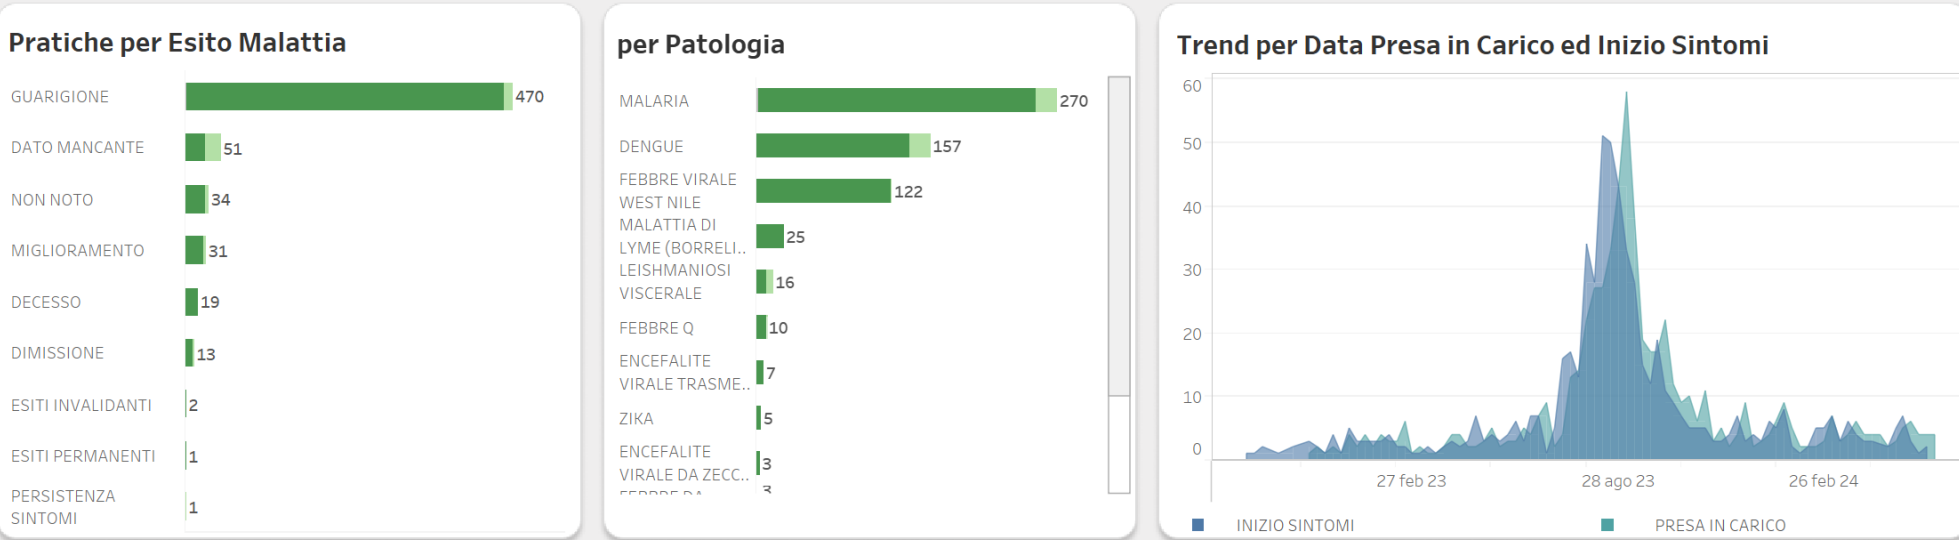 Pratiche per Esito Malattia
GUARIGIONE 470
DATO MANCANTE 51
NON NOTO 34
MIGLIORAMENTO 31
DECESSO 19
DIMISSIONE 13
ESITI INVALIDANTI 2
ESITI PERMANENTI 1
PERSISTENZA
SINTOMI 1
per Patologia
MALARIA 270
DENGUE 157
FEBBRE VIRALE
WEST NILE 122
MALATTIA DI
LYME (BORRELI.. 25
LEISHMANIOSI
VISCERALE 16
FEBBRE Q 10
ENCEFALITE
VIRALE TRASME.. 7
ZIKA 5
ENCEFALITE
VIRALE DA ZECC.. 3
FEBBRE DA 3
Trend per Data Presa in Carico ed Inizio Sintomi
60
50
40
30
20
10
0
27 feb 23 28 ago 23 26 feb 24
INIZIO SINTOMI PRESA IN CARICO